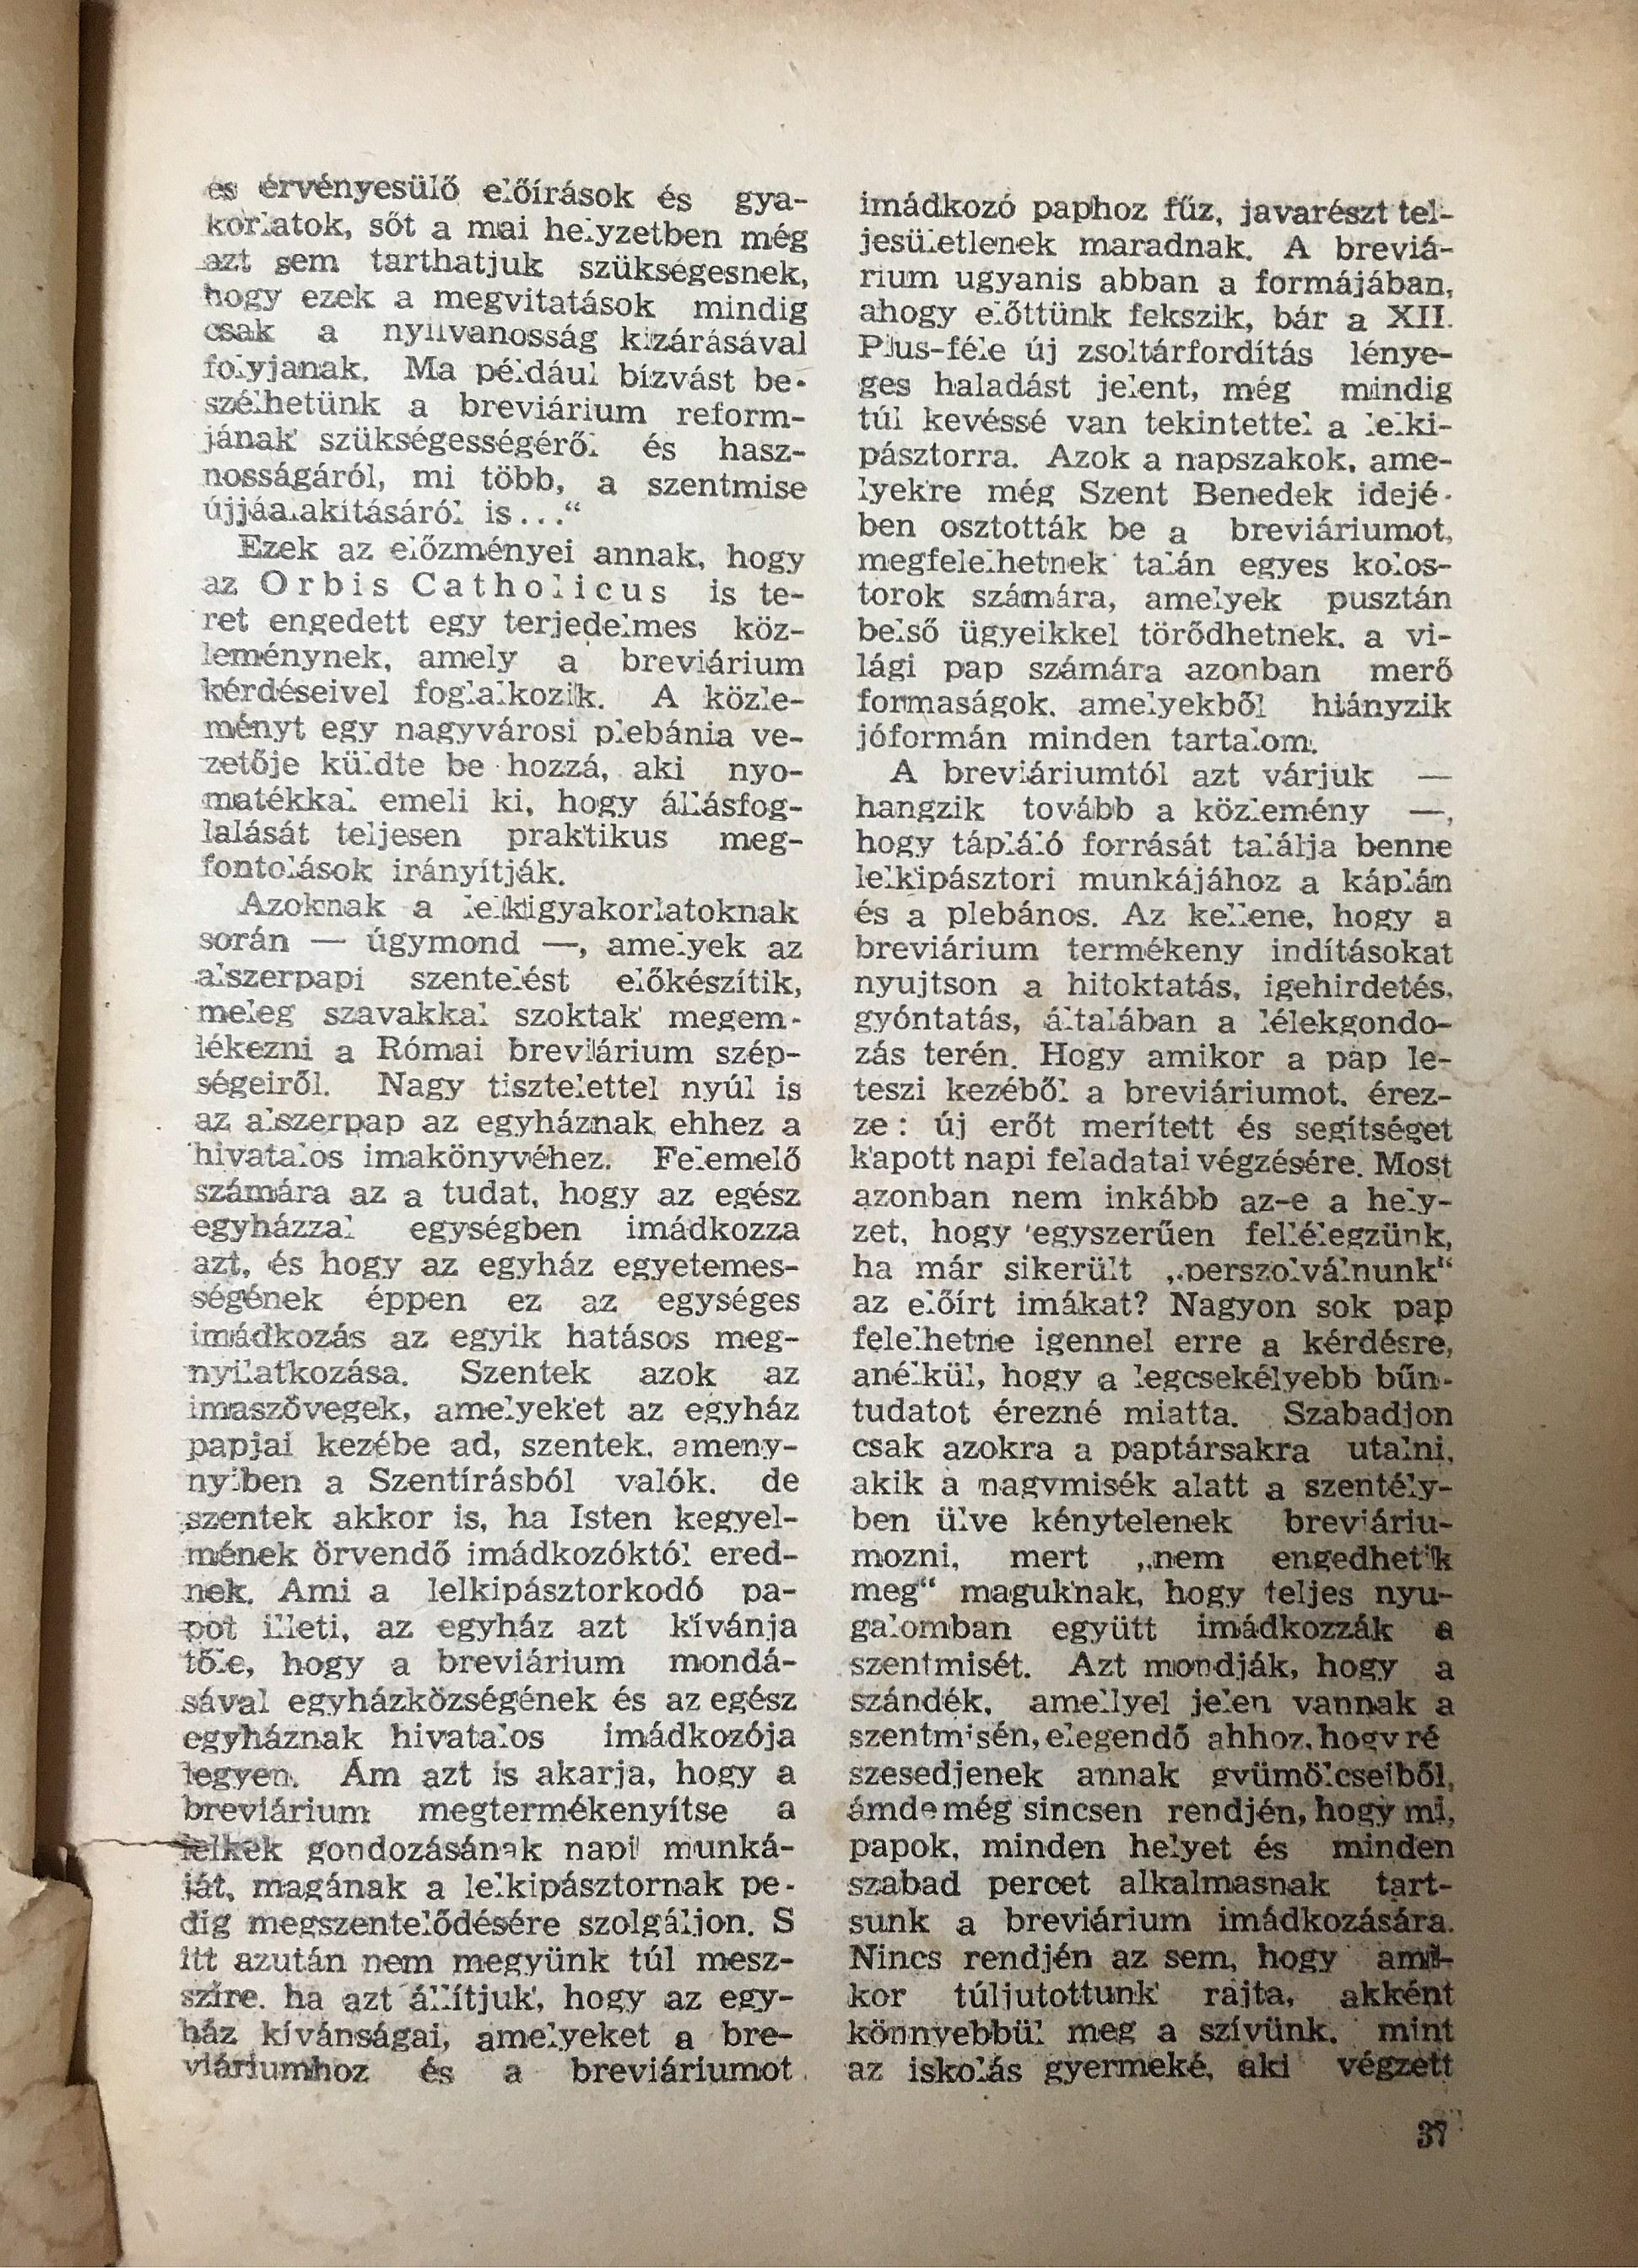 és érvényesülő előírások és gya-
korlatok, sőt a mai helyzetben még
azt sem tarthatjuk szükségesnek,
hogy ezek a megvitatások mindig
csak a nyilvanosság kizárásával
folyjanak. Ma például bízvást be-
szélhetünk a breviárium reform-
jának szükségességéről és hasz-
nosságáról, mi több, a szentmise
újjáalakításáról is..."
Ezek az előzményei annak, hogy
az Orbis Catholicus is te-
ret engedett egy terjedelmes köz-
leménynek, amely a breviárium
kérdéseivel foglalkozik. A közle-
ményt egy nagyvárosi plebánia ve-
zetője küldte be hozzá, aki nyo-
matékkal emeli ki, hogy állásfog-
lalását teljesen praktikus meg-
fontolások irányítják.
Azoknak a lelkigyakorlatoknak
során — úgymond —, amelyek az
alszerpapi szentelést előkészítik,
meleg szavakkal szoktak megem-
lékezni a Római breviárium szép-
ségeiről. Nagy tisztelettel nyúl is
az alszerpap az egyháznak ehhez a
hivatalos imakönyvéhez. Felemelő
számára az a tudat, hogy az egész
egyházzal egységben imádkozza
azt, és hogy az egyház egyetemes-
ségének éppen ez az egységes
imádkozás az egyik hatásos meg-
nyilatkozása. Szentek azok az
imaszövegek, amelyeket az egyház
papjai kezébe ad, szentek, ameny-
nyiben a Szentírásból valók, de
szentek akkor is, ha Isten kegyel-
mének örvendő imádkozóktól ered-
nek. Ami a lelkipásztorkodó pa-
pot illeti, az egyház azt kívánja
tőle, hogy a breviárium mondá-
sával egyházközségének és az egész
egyháznak hivatalos imádkozója
legyen. Ám azt is akarja, hogy a
breviárium megtermékenyítse a
lelkek gondozásának napi munká-
ját, magának a lelkipásztornak pe-
dig megszentelődésére szolgáljon. S
itt azután nem megyünk túl mesz-
szire, ha azt állítjuk, hogy az egy-
ház kívánságai, amelyeket a bre-
viáriumhoz és a breviáriumot
imádkozó paphoz fűz, javarészt tel-
jesületlenek maradnak. A breviá-
rium ugyanis abban a formájában,
ahogy előttünk fekszik, bár a XII.
Pius-féle új zsoltárfordítás lénye-
ges haladást jelent, még mindig
túl kevéssé van tekintettel a lelki-
pásztorra. Azok a napszakok, ame-
lyekre még Szent Benedek idejé-
ben osztották be a breviáriumot,
megfelelhetnek talán egyes kolos-
torok számára, amelyek pusztán
belső ügyeikkel törődhetnek, a vi-
lági pap számára azonban merő
formaságok, amelyekből hiányzik
jóformán minden tartalom.
A breviáriumtól azt várjuk —
hangzik tovább a közlemény —,
hogy tápláló forrását találja benne
lelkipásztori munkájához a káplán
és a plebános. Az kellene, hogy a
breviárium termékeny indításokat
nyujtson a hitoktatás, igehirdetés,
gyóntatás, általában a lélekgondo-
zás terén. Hogy amikor a pap le-
teszi kezéből a breviáriumot, érez-
ze: új erőt merített és segítséget
kapott napi feladatai végzésére. Most
azonban nem inkább az-e a hely-
zet, hogy egyszerűen fellélegzünk,
ha már sikerült „perszolválnunk"
az előírt imákat? Nagyon sok pap
felelhetne igennel erre a kérdésre,
anélkül, hogy a legcsekélyebb bűn-
tudatot érezné miatta. Szabadjon
csak azokra a paptársakra utalni,
akik a nagymisék alatt a szentély-
ben ülve kénytelenek breviáriu-
mozni, mert „nem engedhetik
meg" maguknak, hogy teljes nyu-
galomban együtt imádkozzák a
szentmisét. Azt mondják, hogy a
szándék, amellyel jelen vannak a
szentmisén, elegendő ahhoz, hogy ré
szesedjenek annak gyümölcseiből,
ámde még sincsen rendjén, hogy mi,
papok, minden helyet és minden
szabad percet alkalmasnak tart-
sunk a breviárium imádkozására.
Nincs rendjén az sem, hogy ami-
kor túljutottunk rajta, akként
könnyebbül meg a szívünk, mint
az iskolás gyermeké, aki végzett
37